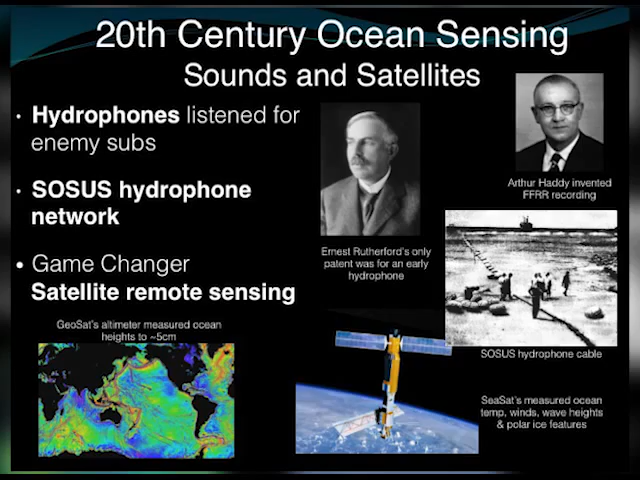 20th Century Ocean Sensing
Sounds and Satellites
• Hydrophones listened for
enemy subs
• SOSUS hydrophone
network
• Game Changer
Satellite remote sensing
Arthur Haddy invented
FFRR recording
Ernest Rutherford's only
patent was for an early
hydrophone
SOSUS hydrophone cable
GeoSat's altimeter measured ocean
heights to ~5cm
SeaSat's measured ocean
temp, winds, wave heights
& polar ice features